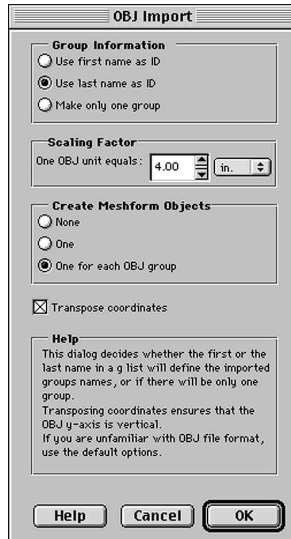 OBJ Import
Group Information
Use first name as ID
Use last name as ID
Make only one group
Scaling Factor
One OBJ unit equals: 4.00 in.
Create Meshform Objects
None
One
One for each OBJ group
Transpose coordinates
Help
This dialog decides whether the first or the
last name in a g list will define the imported
groups names, or if there will be only one
group.
Transposing coordinates ensures that the
OBJ y-axis is vertical.
If you are unfamiliar with OBJ file format,
use the default options.
Help Cancel OK